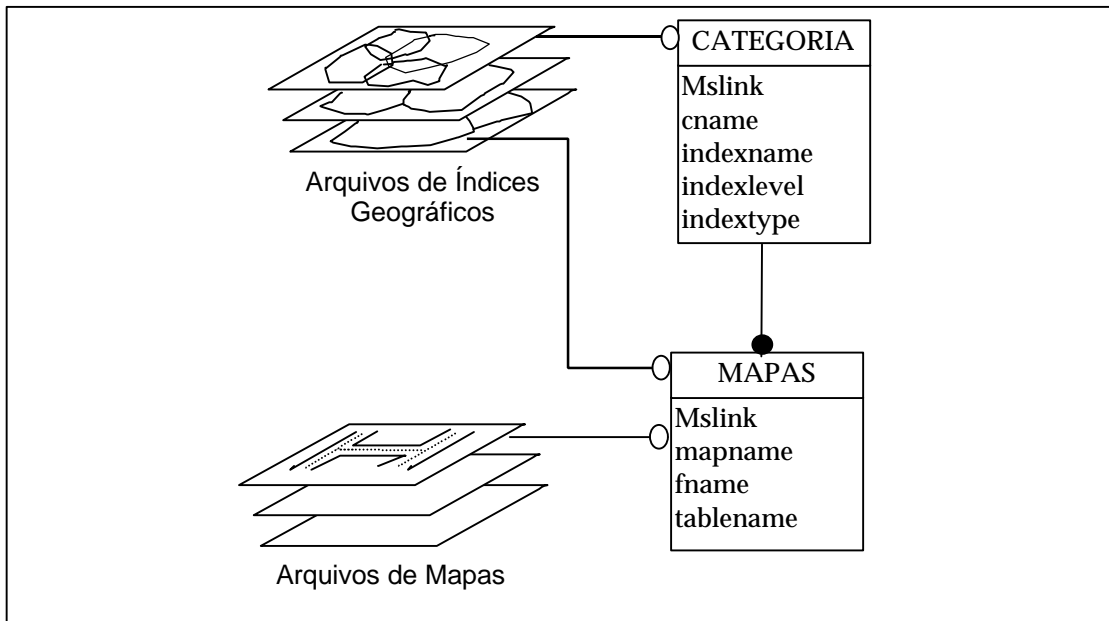 CATEGORIA
Mslink
cname
indexname
indexlevel
indextype
Arquivos de Índices
Geográficos
MAPAS
Mslink
mapname
fname
tablename
Arquivos de Mapas